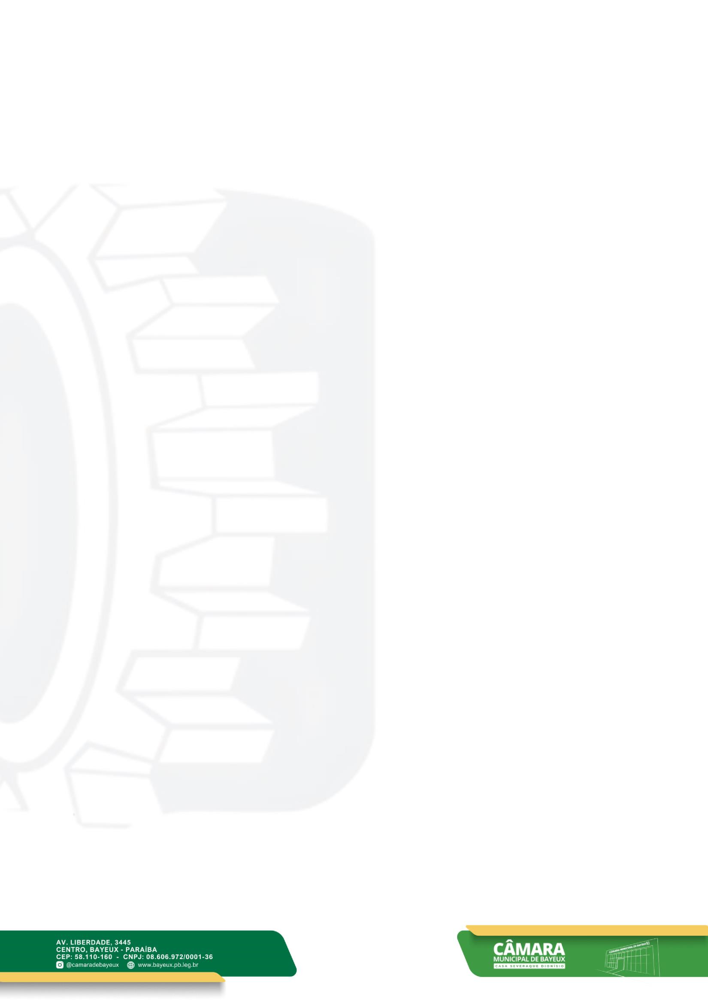 AV. LIBERDADE, 3445
CENTRO, BAYEUX - PARAÍBA
CEP: 58.110-160 - CNPJ: 08.606.972/0001-36
@camaradebayeux www.bayeux.pb.leg.br
CÂMARA
MUNICIPAL DE BAYEUX
CASA SEVERAQUE DIONÍSIO
CÂMARA MUNICIPAL DE BAYEUX